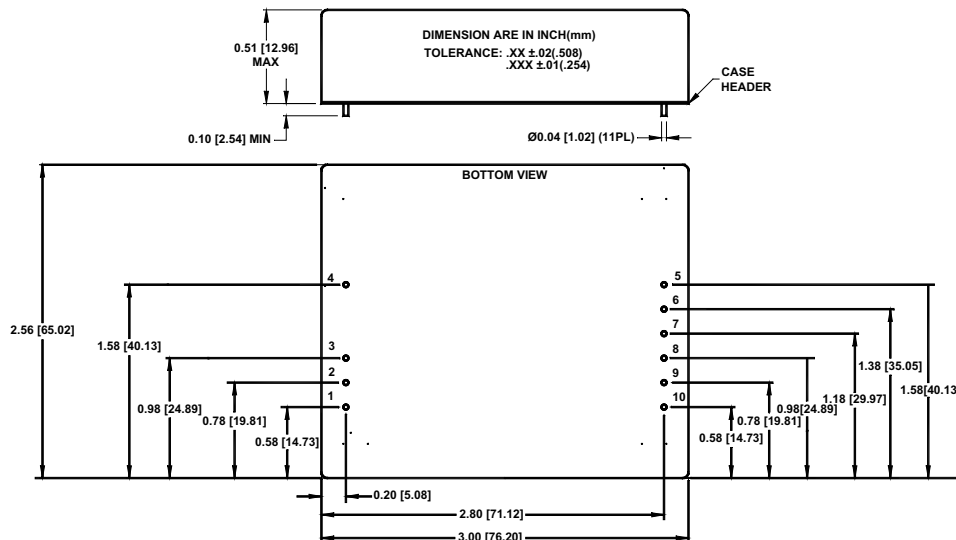 0.51 [12.96]
MAX
DIMENSION ARE IN INCH(mm)
TOLERANCE: .XX ±.02(.508)
.XXX ±.01(.254)
CASE
HEADER
0.10 [2.54] MIN
Ø0.04 [1.02] (11PL)
BOTTOM VIEW
4
5
6
7
2.56 [65.02]
1.58 [40.13]
3
8
1.38 [35.05]
2
9
1.58[40.13]
1
10
1.18 [29.97]
0.98 [24.89]
0.98[24.89]
0.78 [19.81]
0.78 [19.81]
0.58 [14.73]
0.58 [14.73]
0.20 [5.08]
2.80 [71.12]
3.00 [76.20]